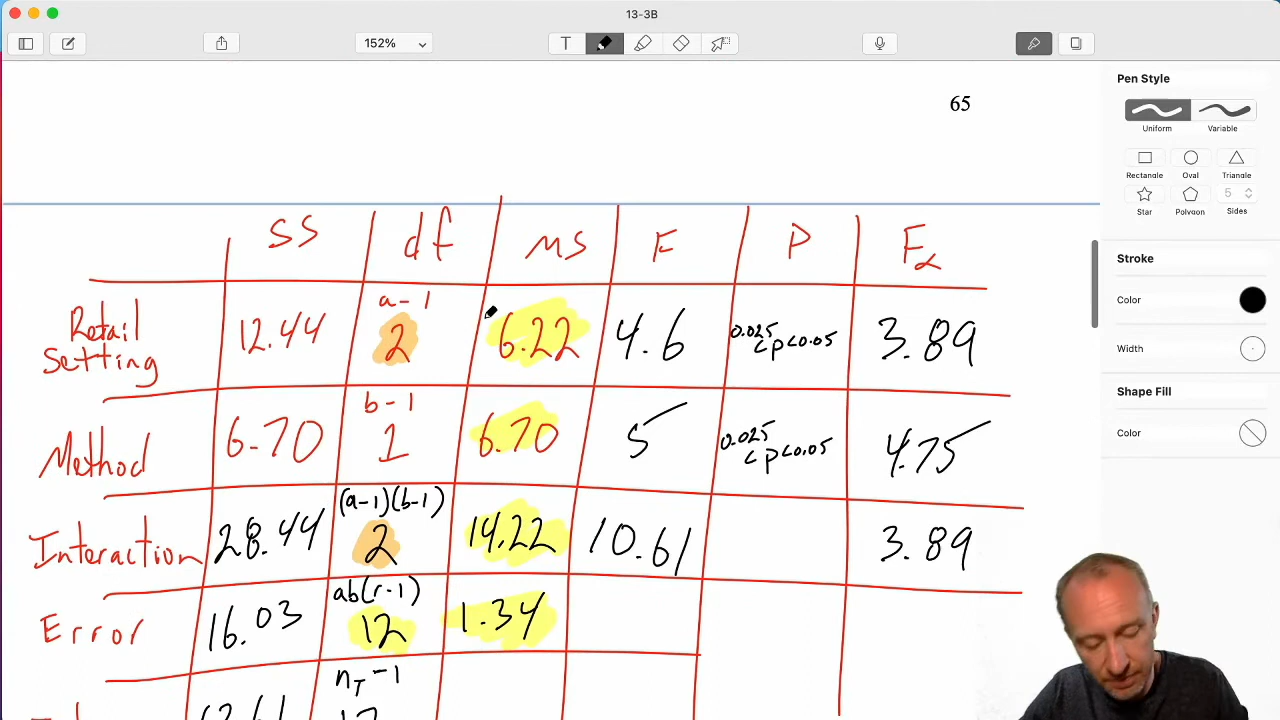 13-3B
152%
T
Pen Style
Uniform
Variable
Rectangle
Oval
Triangle
Star
Polygon
5
Sides
Stroke
Color
Width
Shape Fill
Color
65
SS df MS F P Fα
Retail Setting 12.44 a-1 2 6.22 4.6 0.025 <p<0.05 3.89
Method 6.70 b-1 1 6.70 5 0.025 <p<0.05 4.75
Interaction 28.44 (a-1)(b-1) 2 14.22 10.61 3.89
Error 16.03 ab(r-1) 12 1.34
n_T-1